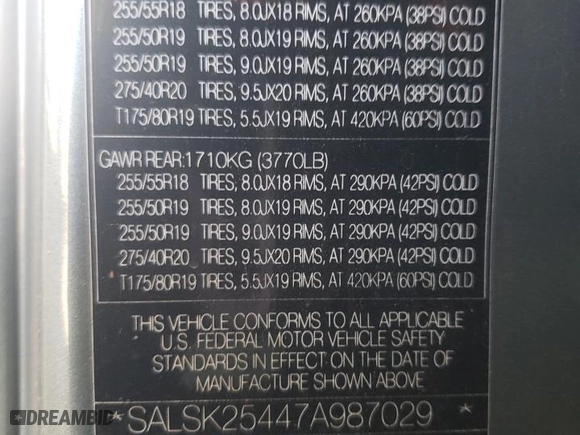 255/55R18 TIRES, 8.0JX18 RIMS, AT 260KPA (38PSI) COLD
255/50R19 TIRES, 8.0JX19 RIMS, AT 260KPA (38PSI) COLD
255/50R19 TIRES, 9.0JX19 RIMS, AT 260KPA (38PSI) COLD
275/40R20 TIRES, 9.5JX20 RIMS, AT 260KPA (38PSI) COLD
T175/80R19 TIRES, 5.5JX19 RIMS, AT 420KPA (60PSI) COLD
GAWR REAR:1710KG (3770LB)
255/55R18 TIRES, 8.0JX18 RIMS, AT 290KPA (42PSI) COLD
255/50R19 TIRES, 8.0JX19 RIMS, AT 290KPA (42PSI) COLD
255/50R19 TIRES, 9.0JX19 RIMS, AT 290KPA (42PSI) COLD
275/40R20 TIRES, 9.5JX20 RIMS, AT 290KPA (42PSI) COLD
T175/80R19 TIRES, 5.5JX19 RIMS, AT 420KPA (60PSI) COLD
THIS VEHICLE CONFORMS TO ALL APPLICABLE
U.S. FEDERAL MOTOR VEHICLE SAFETY
STANDARDS IN EFFECT ON THE DATE OF
MANUFACTURE SHOWN ABOVE
*SALSK25447A987029*
DREAMBID